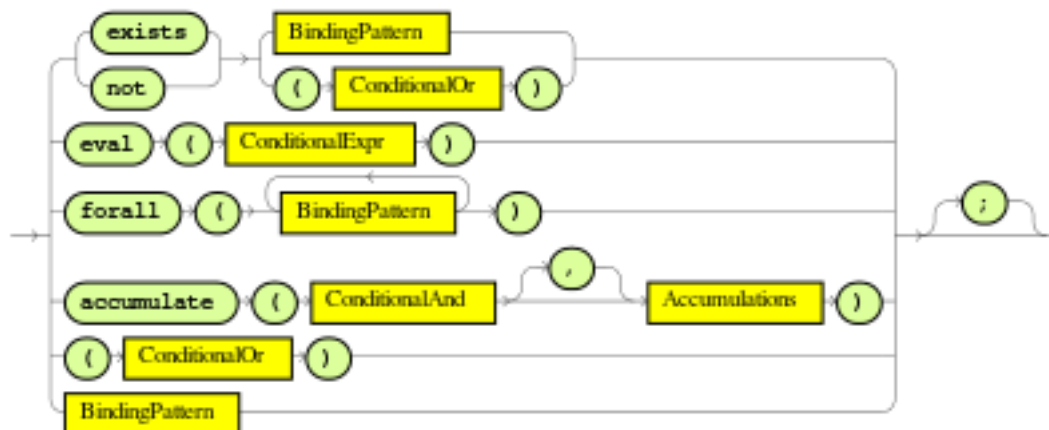 exists BindingPattern
not ( ConditionalOr )
eval ( ConditionalExpr )
forall ( BindingPattern )
;
,
accumulate ( ConditionalAnd Accumulations )
( ConditionalOr )
BindingPattern